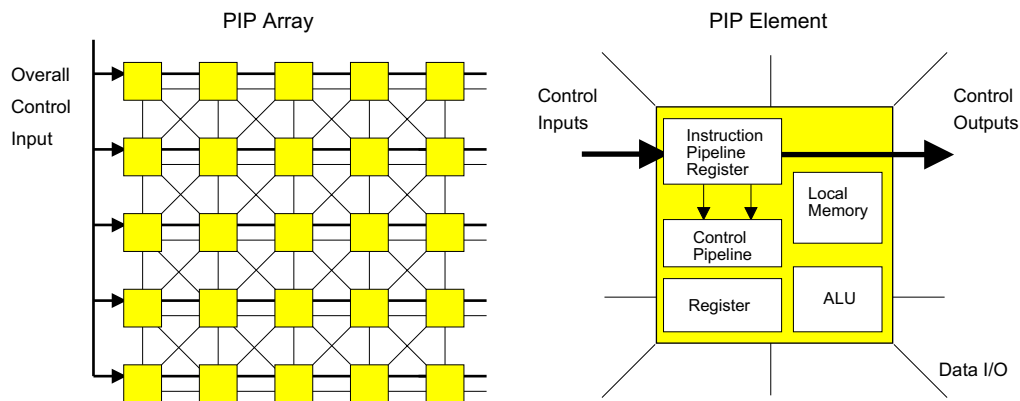 PIP Array
Overall
Control
Input
PIP Element
Control
Inputs
Control
Outputs
Instruction
Pipeline
Register
Local
Memory
Control
Pipeline
Register
ALU
Data I/O